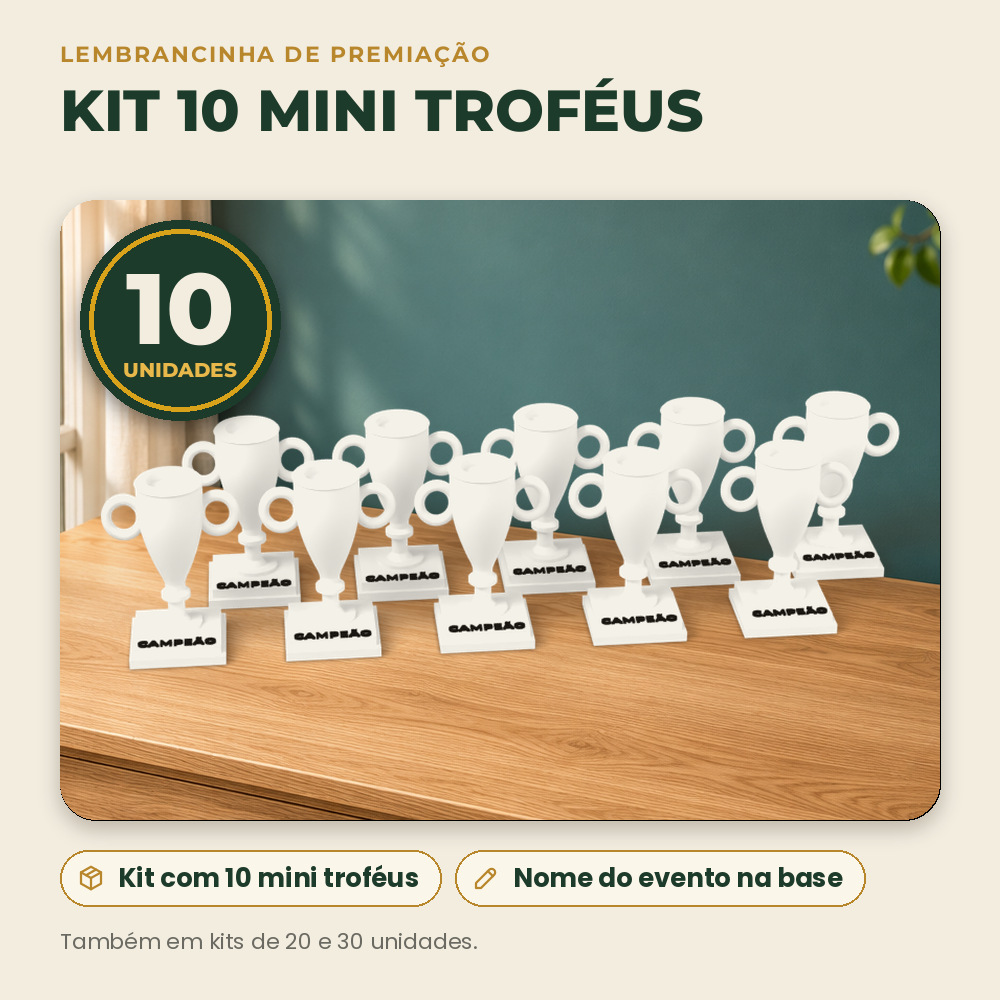 LEMBRANCINHA DE PREMIAÇÃO
KIT 10 MINI TROFÉUS
10
UNIDADES
CAMPEÃO
CAMPEÃO
CAMPEÃO
CAMPEÃO
CAMPEÃO
CAMPEÃO
CAMPEÃO
CAMPEÃO
CAMPEÃO
CAMPEÃO
Kit com 10 mini troféus
Nome do evento na base
Também em kits de 20 e 30 unidades.